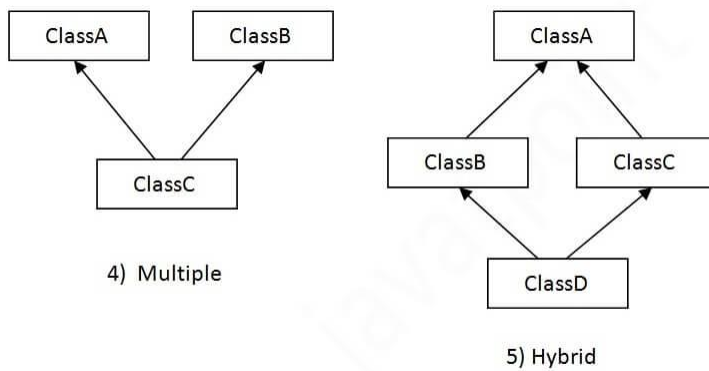 ClassA
ClassB
ClassC
4) Multiple
ClassA
ClassB
ClassC
ClassD
5) Hybrid